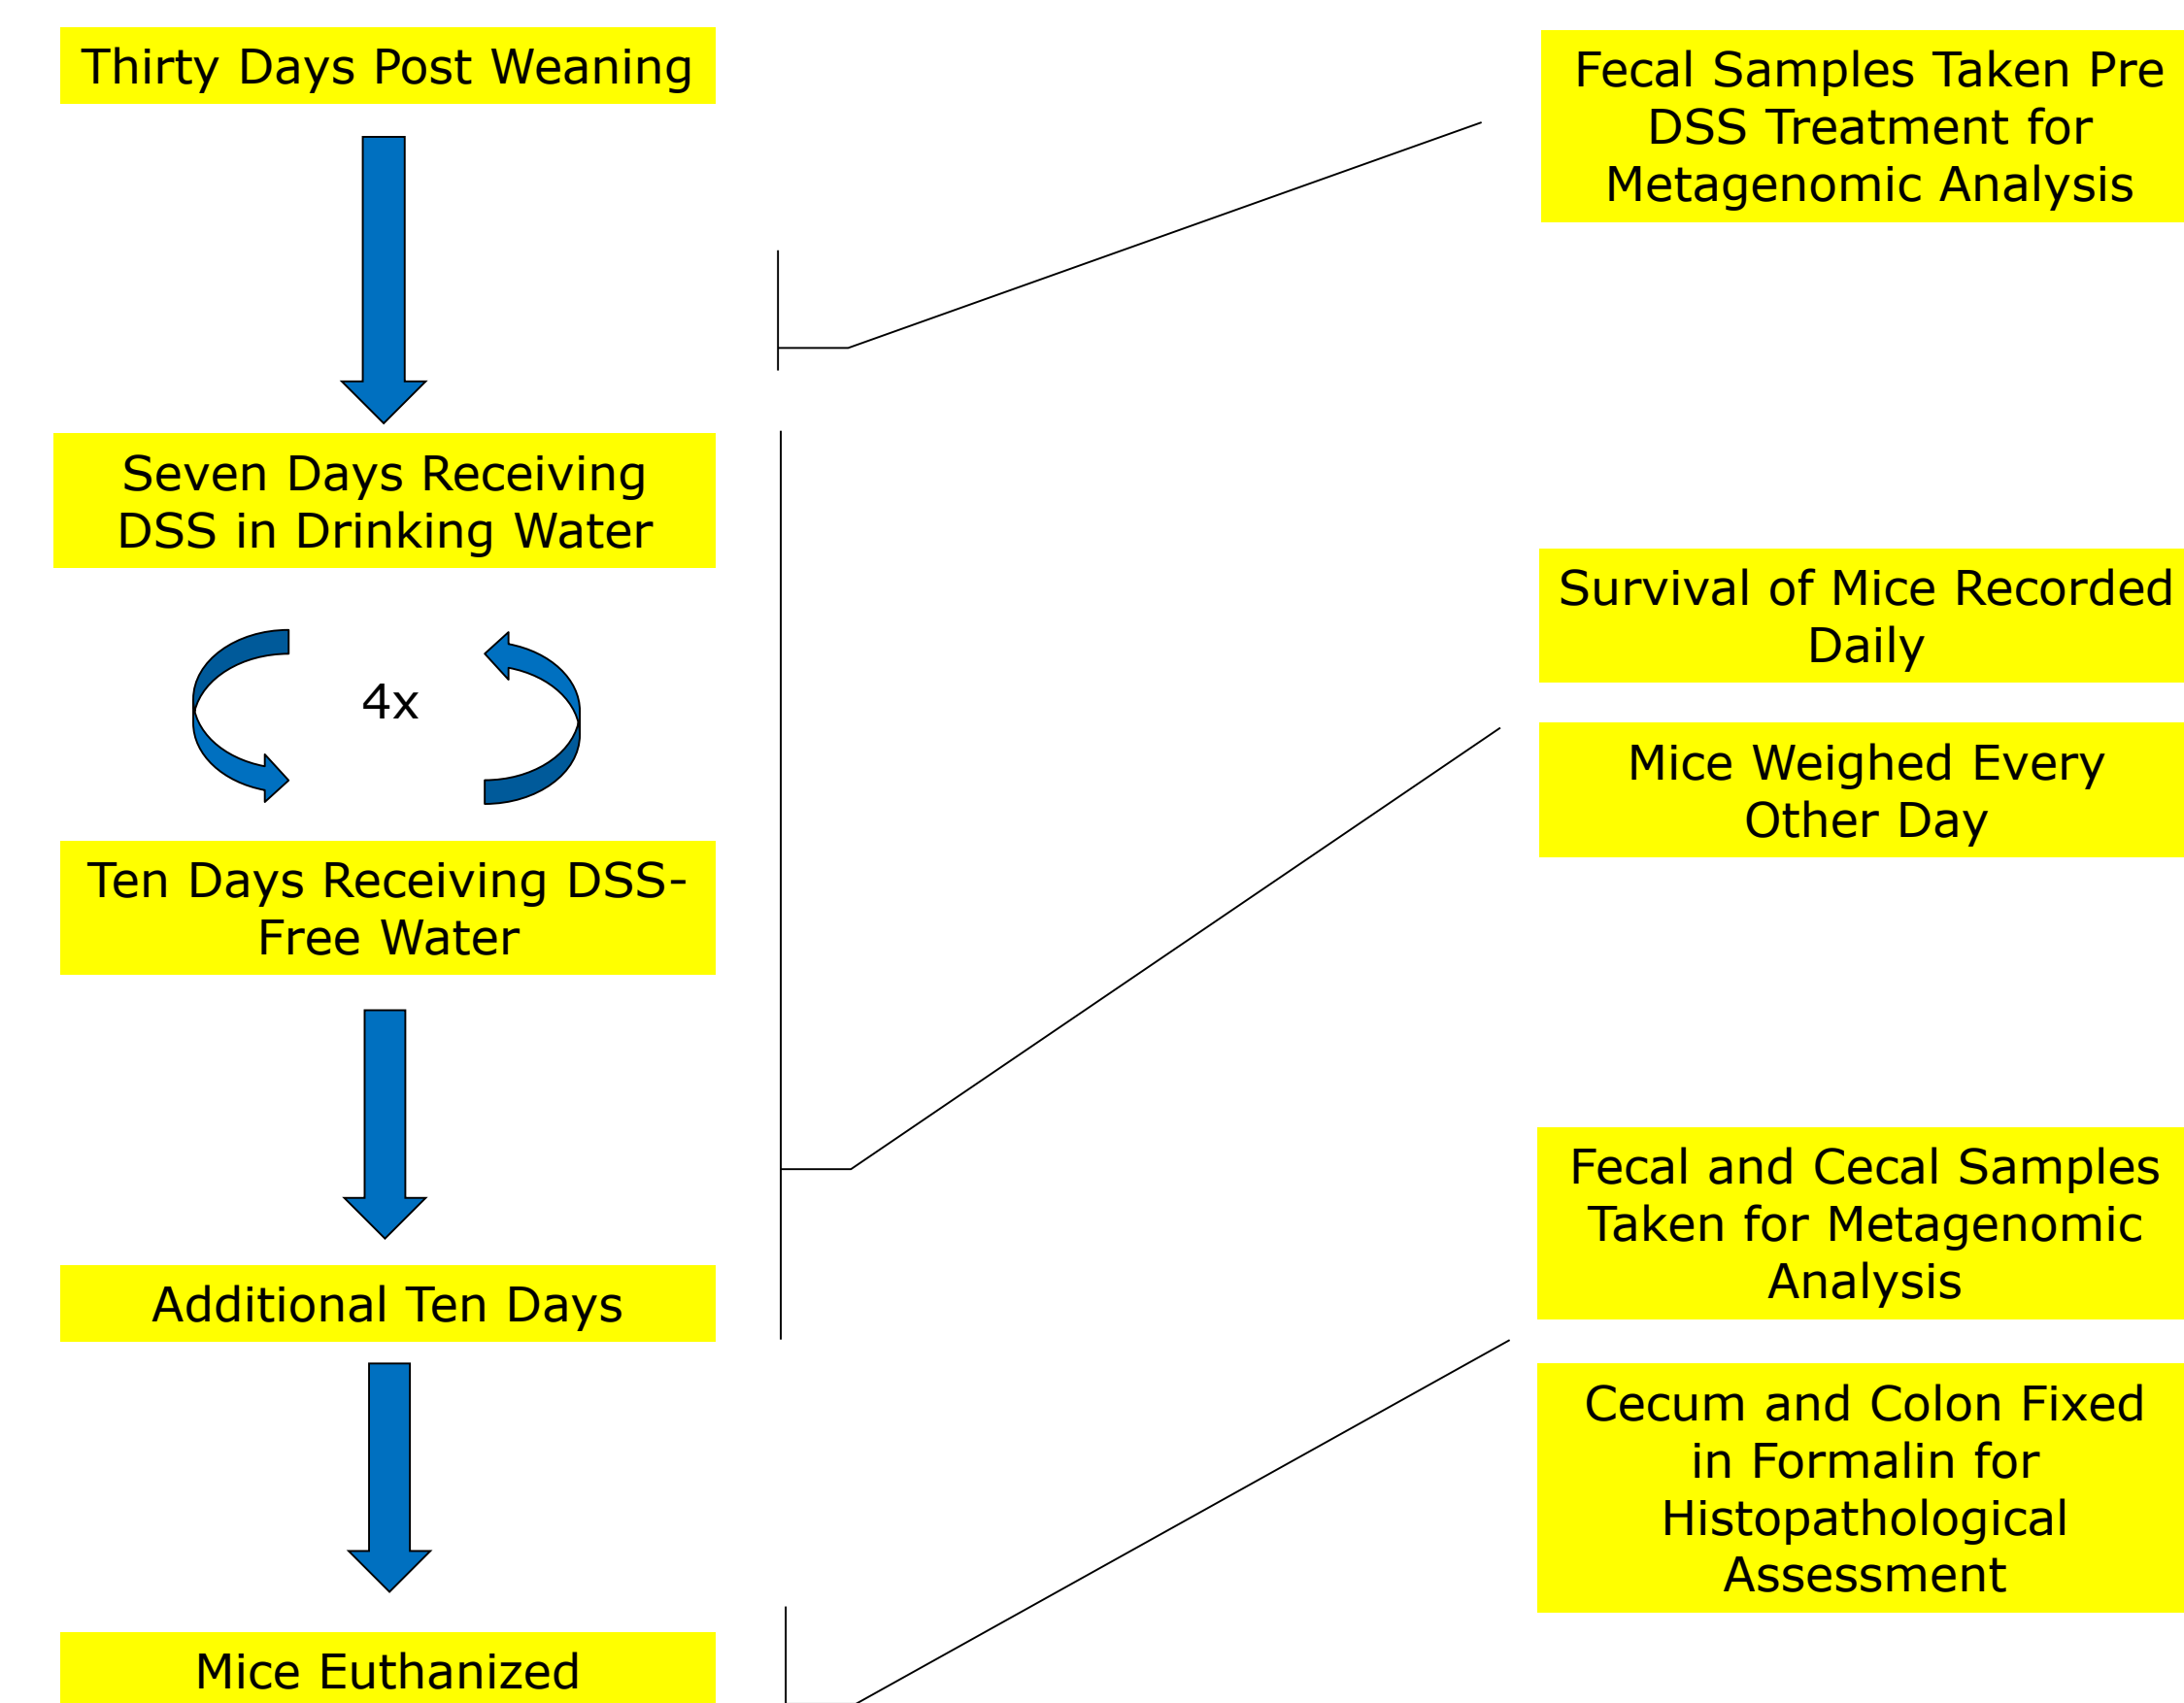 Thirty Days Post Weaning
Seven Days Receiving
DSS in Drinking Water
4x
Ten Days Receiving DSS-
Free Water
Additional Ten Days
Mice Euthanized
Fecal Samples Taken Pre
DSS Treatment for
Metagenomic Analysis
Survival of Mice Recorded
Daily
Mice Weighed Every
Other Day
Fecal and Cecal Samples
Taken for Metagenomic
Analysis
Cecum and Colon Fixed
in Formalin for
Histopathological
Assessment